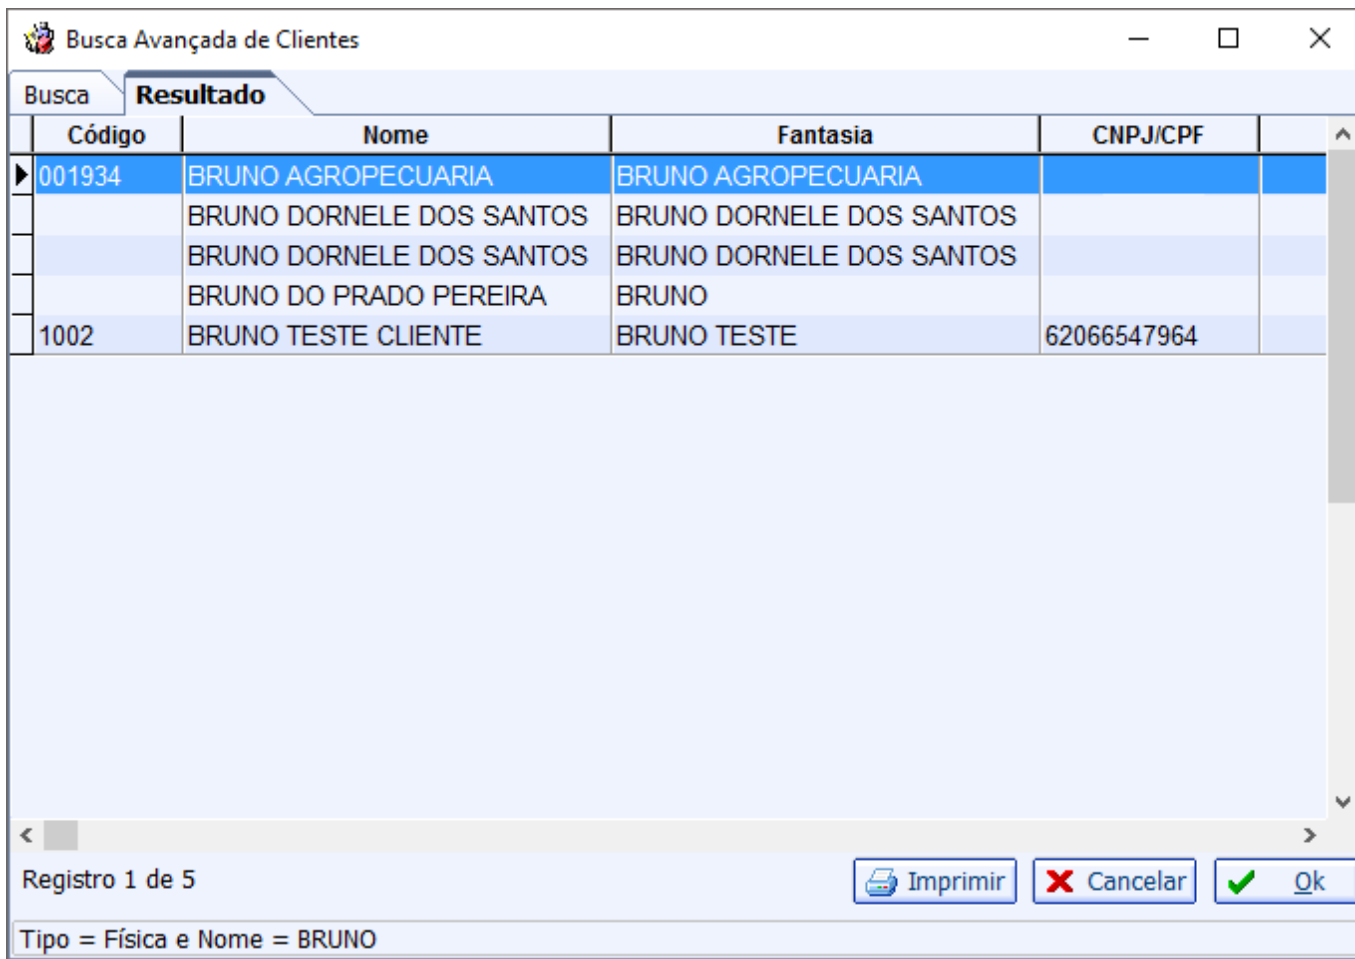 Busca Avançada de Clientes
Busca Resultado
Código Nome Fantasia CNPJ/CPF
001934 BRUNO AGROPECUARIA BRUNO AGROPECUARIA
BRUNO DORNELE DOS SANTOS BRUNO DORNELE DOS SANTOS
BRUNO DORNELE DOS SANTOS BRUNO DORNELE DOS SANTOS
BRUNO DO PRADO PEREIRA BRUNO
1002 BRUNO TESTE CLIENTE BRUNO TESTE 62066547964
Registro 1 de 5 Imprimir Cancelar Ok
Tipo = Física e Nome = BRUNO